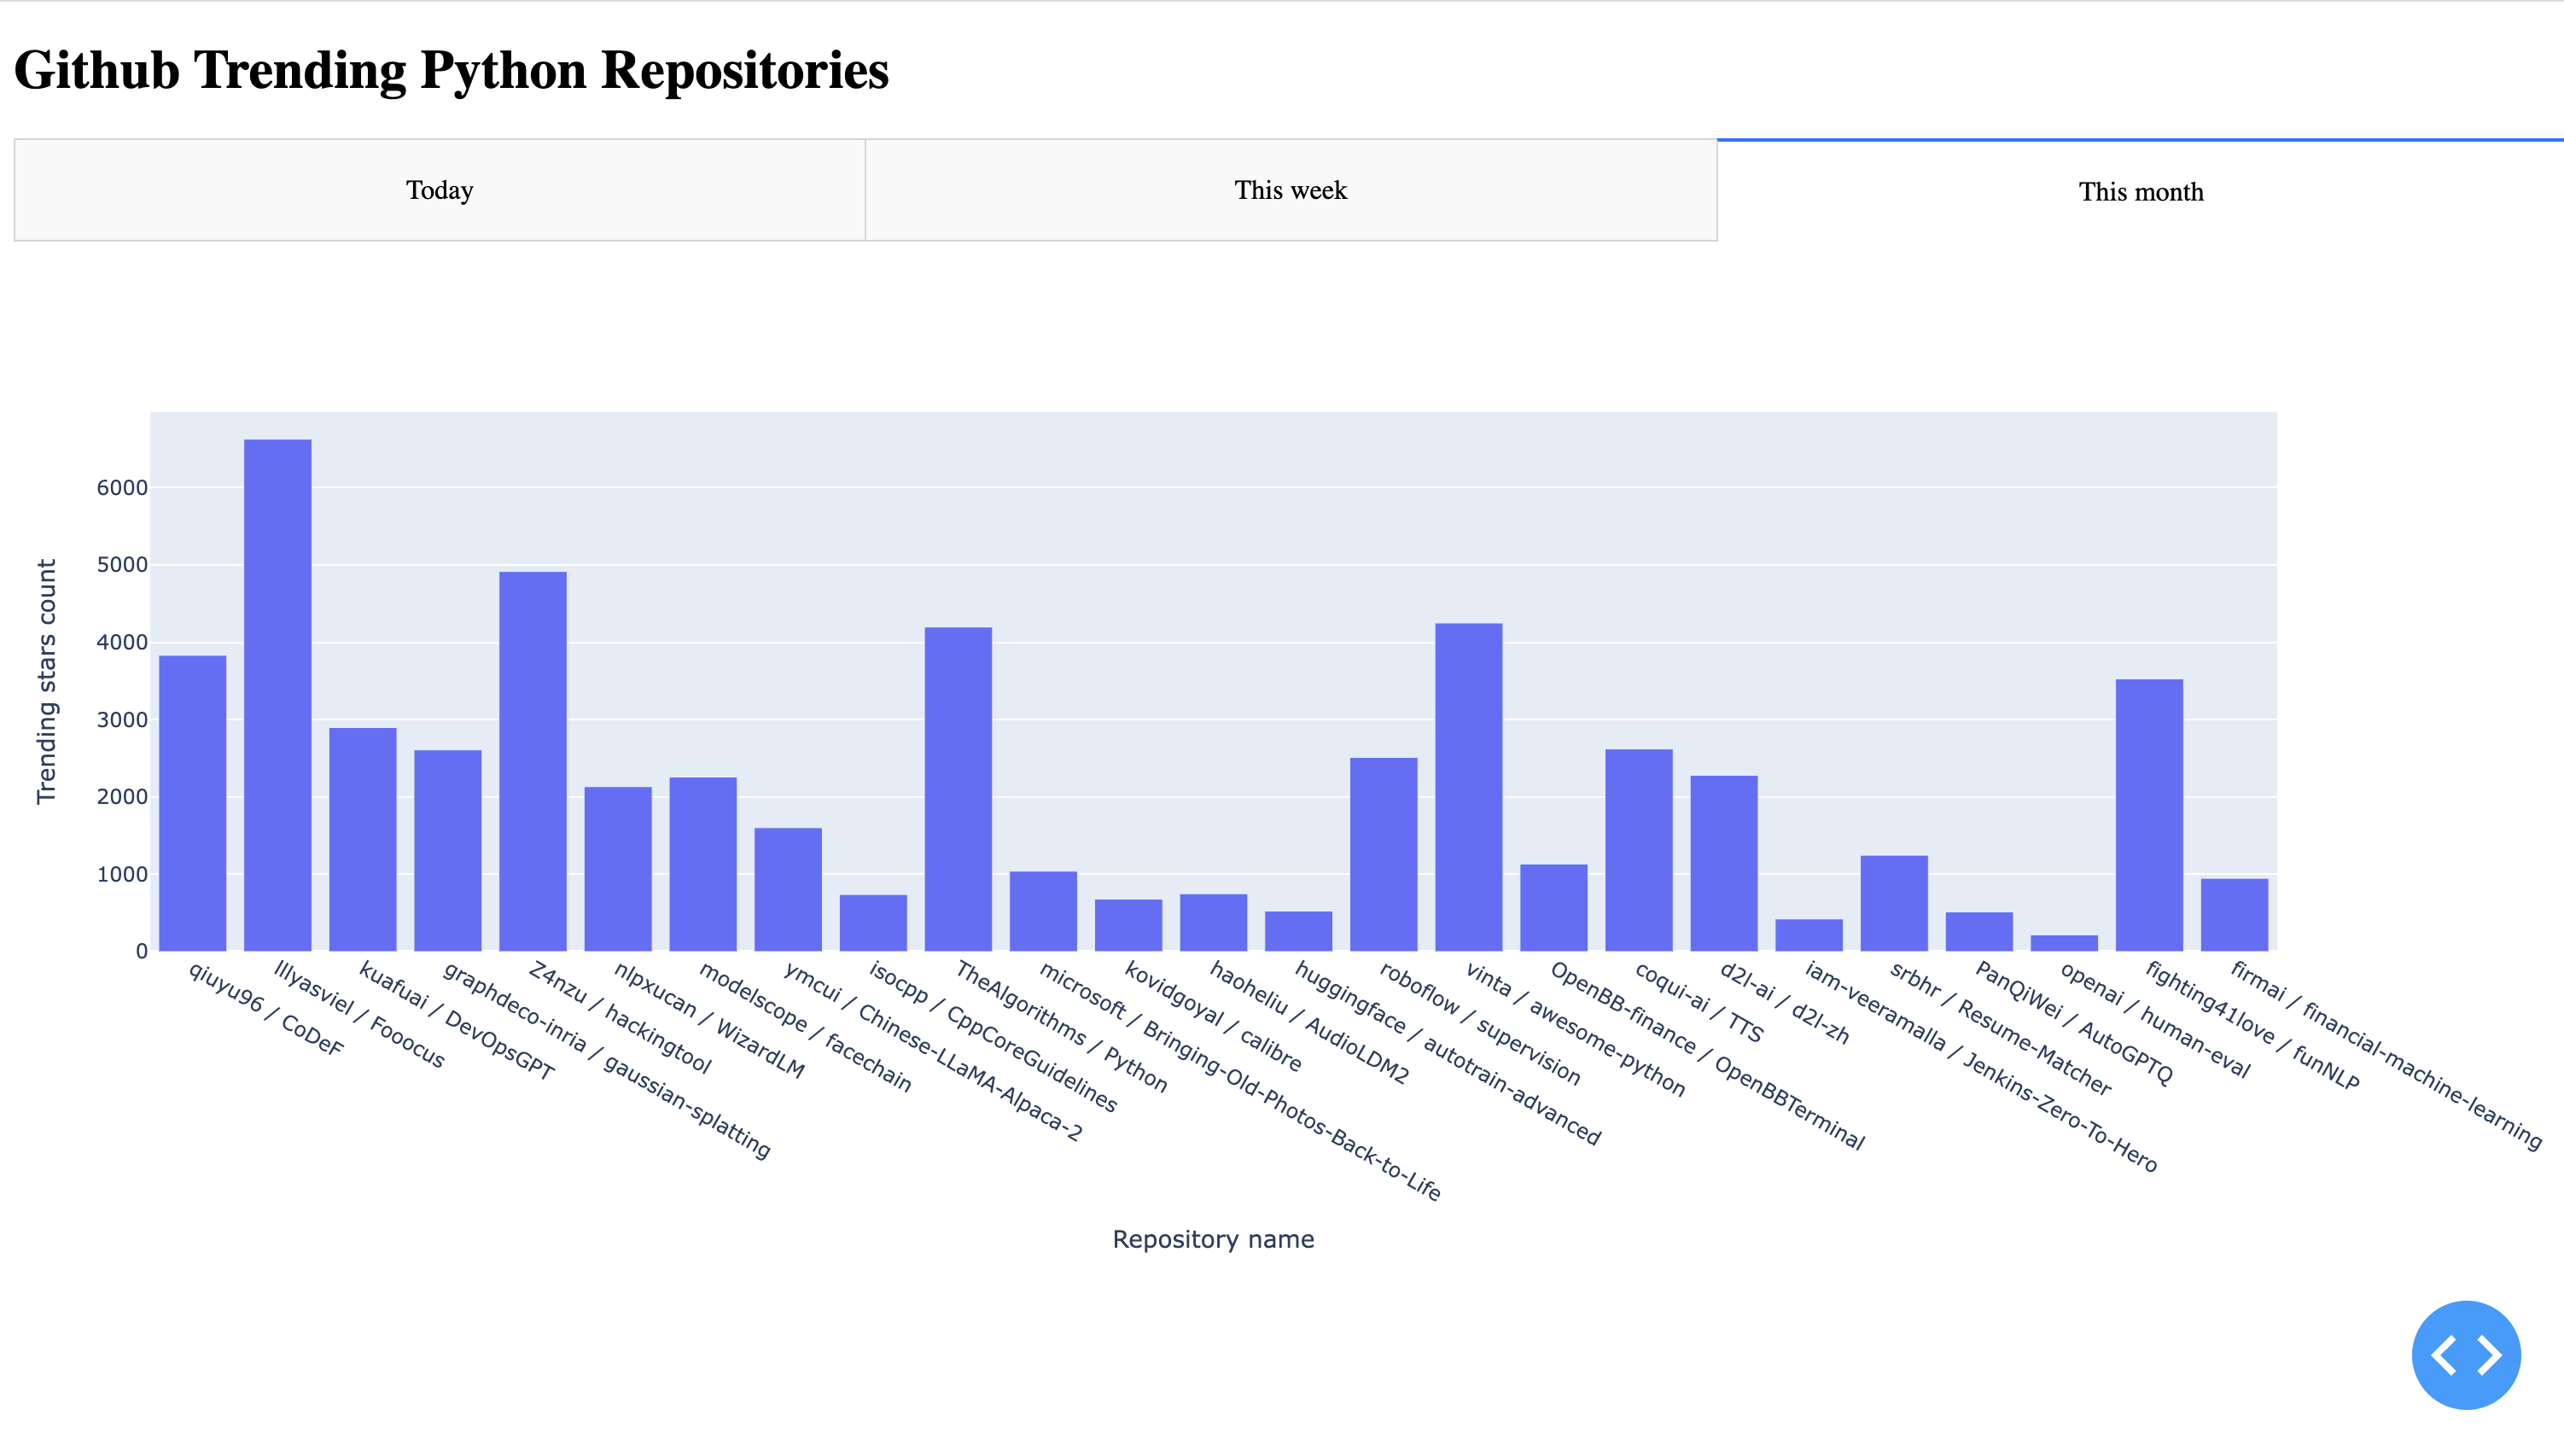 Github Trending Python Repositories
Today
This week
This month
Trending stars count
6000
5000
4000
3000
2000
1000
0
qiuyu96 / CoDeF
lllyasviel / Fooocus
kuafuai / DevOpsGPT
graphdeco-inria / gaussian-splatting
Z4nzu / hackingtool
nlpxucan / WizardLM
modelscope / facechain
ymcui / Chinese-LLaMA-Alpaca-2
isocpp / CppCoreGuidelines
TheAlgorithms / Python
microsoft / Bringing-Old-Photos-Back-to-Life
kovidgoyal / calibre
haoheliu / AudioLDM2
huggingface / autotrain-advanced
roboflow / supervision
vinta / awesome-python
OpenBB-finance / OpenBBTerminal
coqui-ai / TTS
d2l-ai / d2l-zh
iam-veeramalla / Jenkins-Zero-To-Hero
srbhr / Resume-Matcher
PanQiWei / AutoGPTQ
openai / human-eval
fighting41love / funNLP
firmai / financial-machine-learning
Repository name